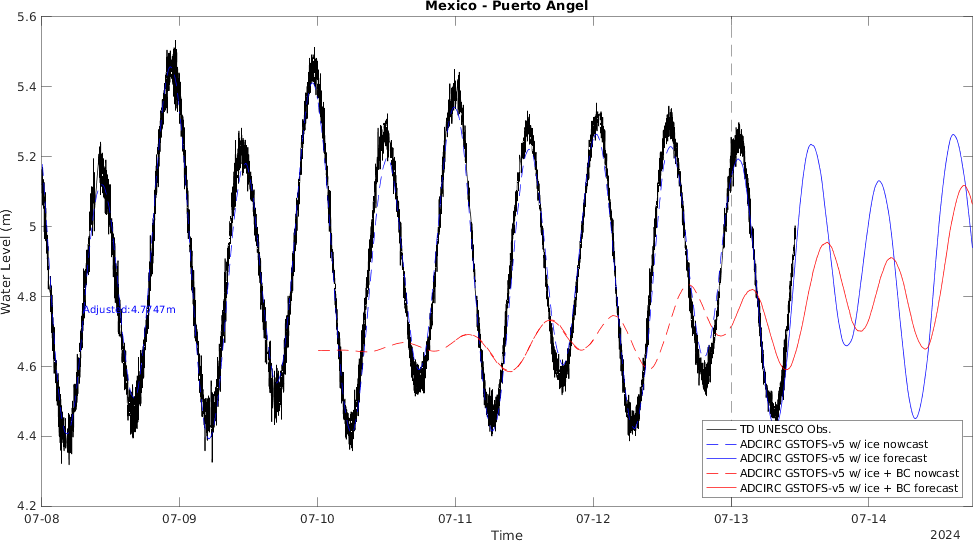 Mexico - Puerto Angel
5.6
5.4
5.2
5
4.8
4.6
4.4
4.2
Water Level (m)
Adjusted:4.7747m
TD UNESCO Obs.
ADCIRC GSTOFS-v5 w/ ice nowcast
ADCIRC GSTOFS-v5 w/ ice forecast
ADCIRC GSTOFS-v5 w/ ice + BC nowcast
ADCIRC GSTOFS-v5 w/ ice + BC forecast
07-08 07-09 07-10 07-11 07-12 07-13 07-14
Time
2024